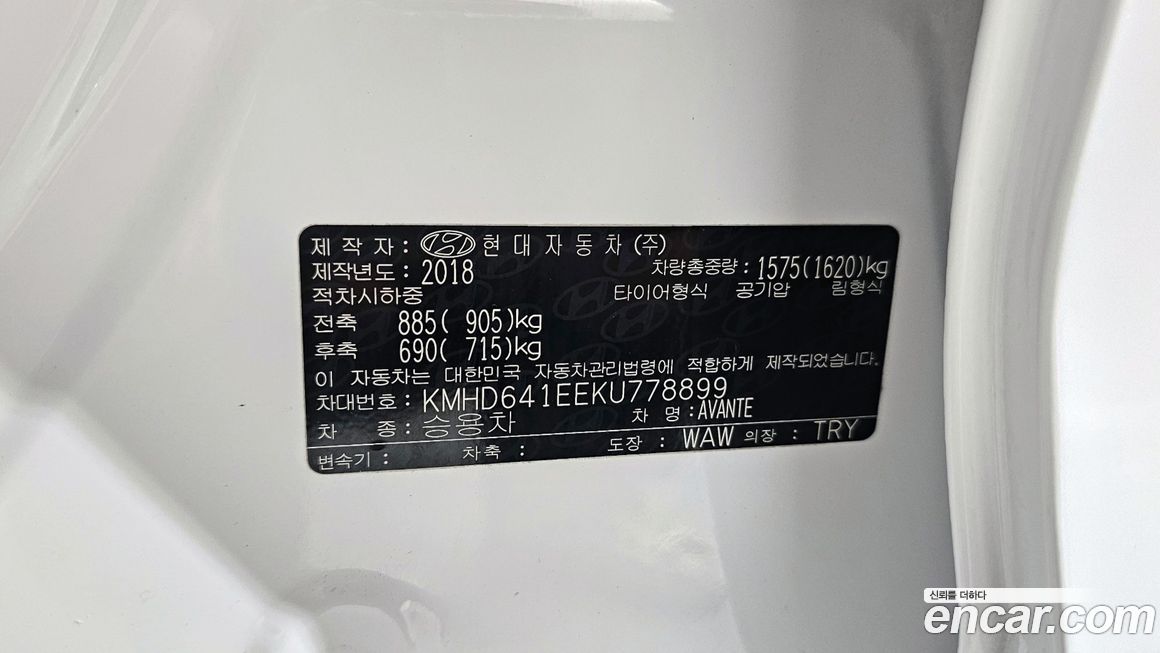 제 작 자 : 현 대 자 동 차 (주)
제작년도 : 2018 차량총중량 : 1575(1620)kg
적차시하중 타이어형식 공기압 림형식
전축 885( 905)kg
후축 690( 715)kg
이 자동차는 대한민국 자동차관리법령에 적합하게 제작되었습니다.
차대번호 : KMHD641EEKU778899
차 종 : 승용차 차 명 : AVANTE
변속기 : 차축 : 도장 : WAW 의장 : TRY
신뢰를 더하다
encar.com